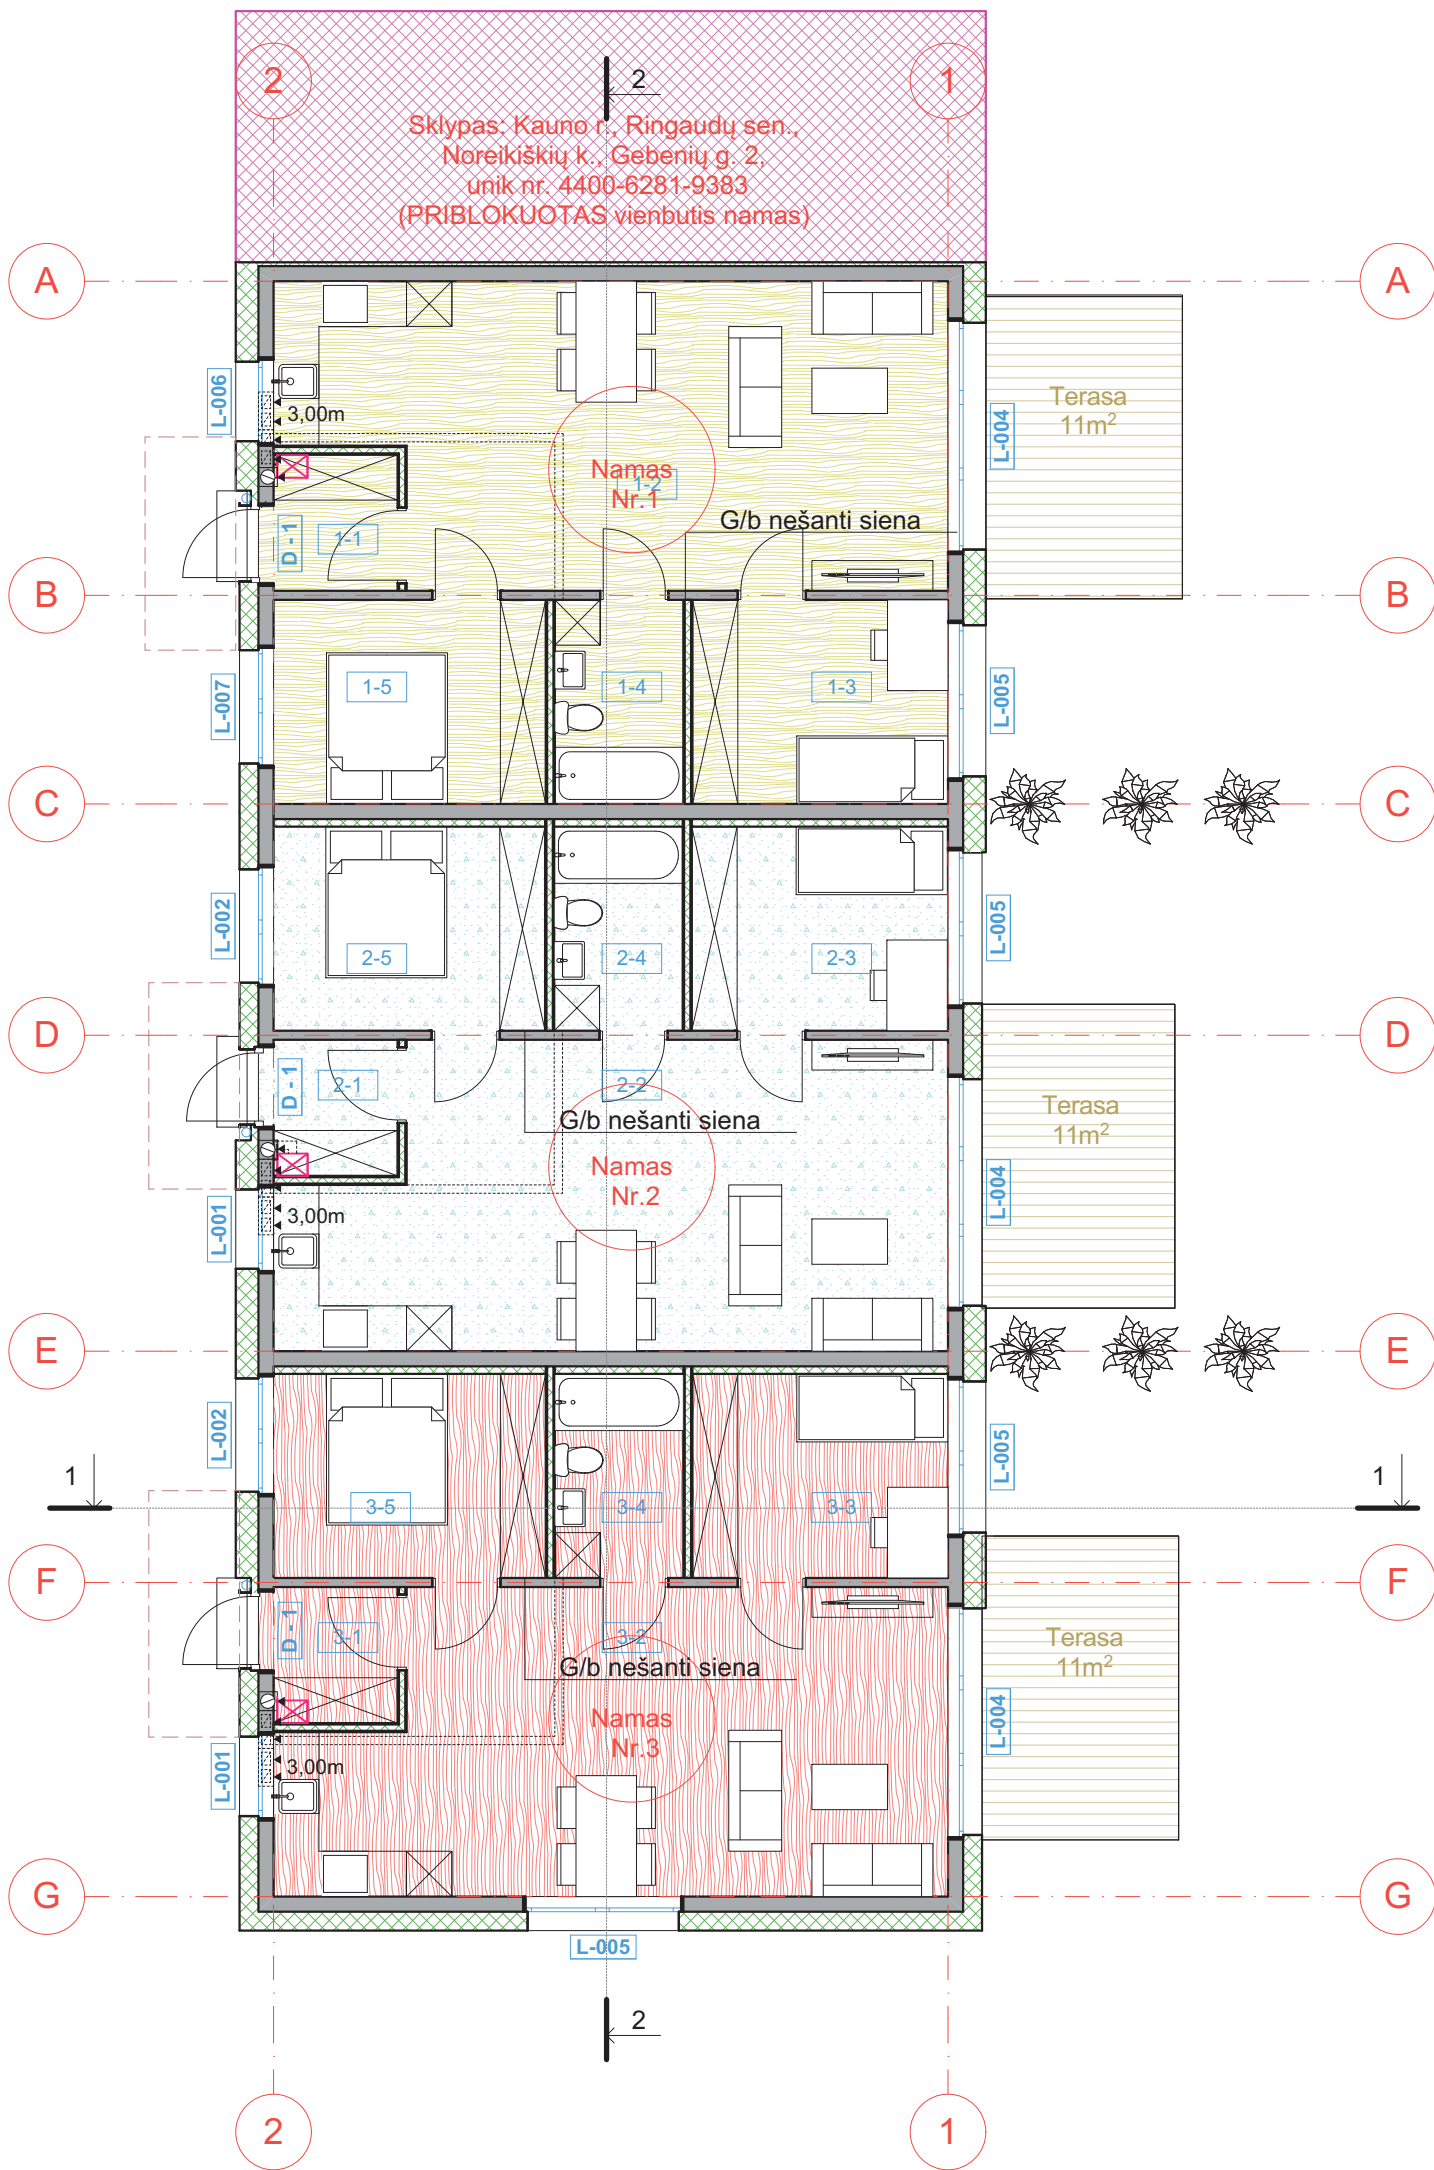 2
2
1
Sklypas: Kauno r., Ringaudų sen.,
Noreikiškių k., Gebenių g. 2,
unik nr. 4400-6281-9383
(PRIBLOKUOTAS vienbutis namas)
A
A
L-006
3,00m
Terasa
11m²
L-004
Namas
Nr.1
1-2
G/b nešanti siena
D - 1
1-1
B
B
L-007
1-5
1-4
1-3
L-005
C
C
L-002
2-5
2-4
2-3
L-005
D
D
D - 1
2-1
2-2
G/b nešanti siena
Terasa
11m²
Namas
Nr.2
L-001
3,00m
L-004
E
E
L-002
L-005
1
1
3-5
3-4
3-3
F
F
D - 1
3-1
3-2
G/b nešanti siena
Terasa
11m²
Namas
Nr.3
L-001
3,00m
L-004
G
G
L-005
2
2
1